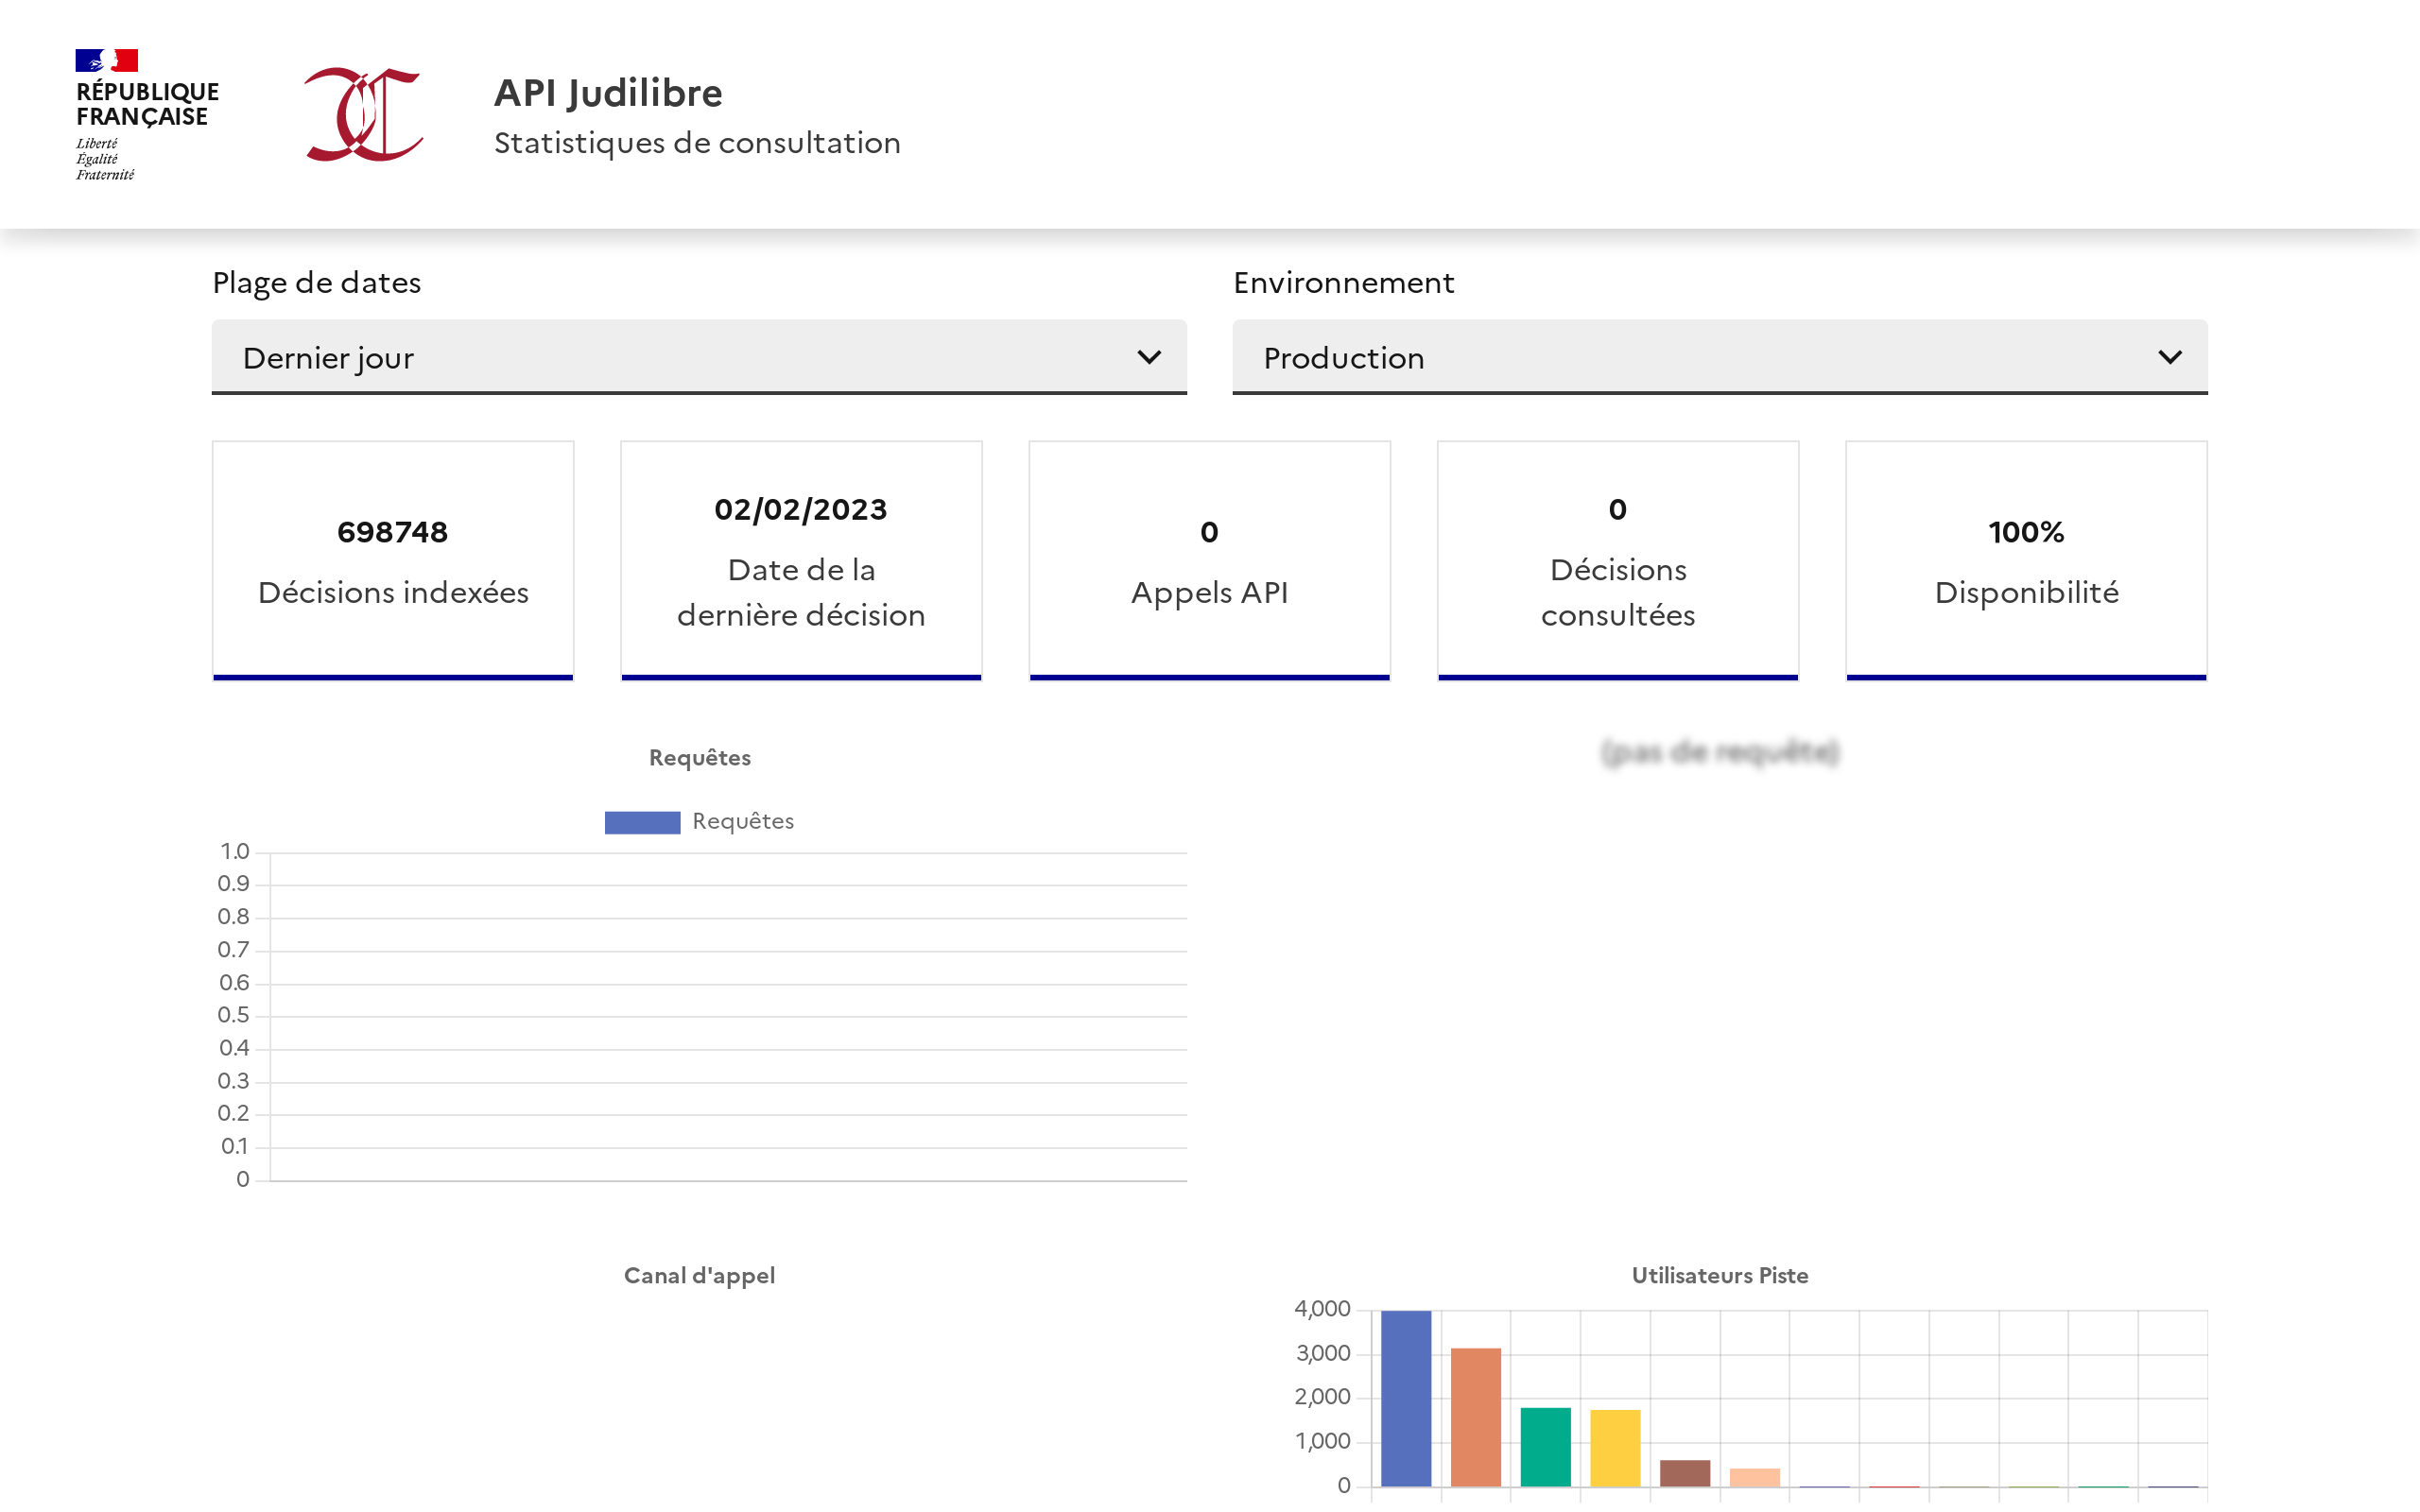 RÉPUBLIQUE
FRANÇAISE
Liberté
Égalité
Fraternité
API Judilibre
Statistiques de consultation
Plage de dates
Dernier jour
Environnement
Production
698748
Décisions indexées
02/02/2023
Date de la
dernière décision
0
Appels API
0
Décisions
consultées
100%
Disponibilité
Requêtes
Requêtes
1.0
0.9
0.8
0.7
0.6
0.5
0.4
0.3
0.2
0.1
0
(pas de requête)
Canal d'appel
Utilisateurs Piste
4,000
3,000
2,000
1,000
0